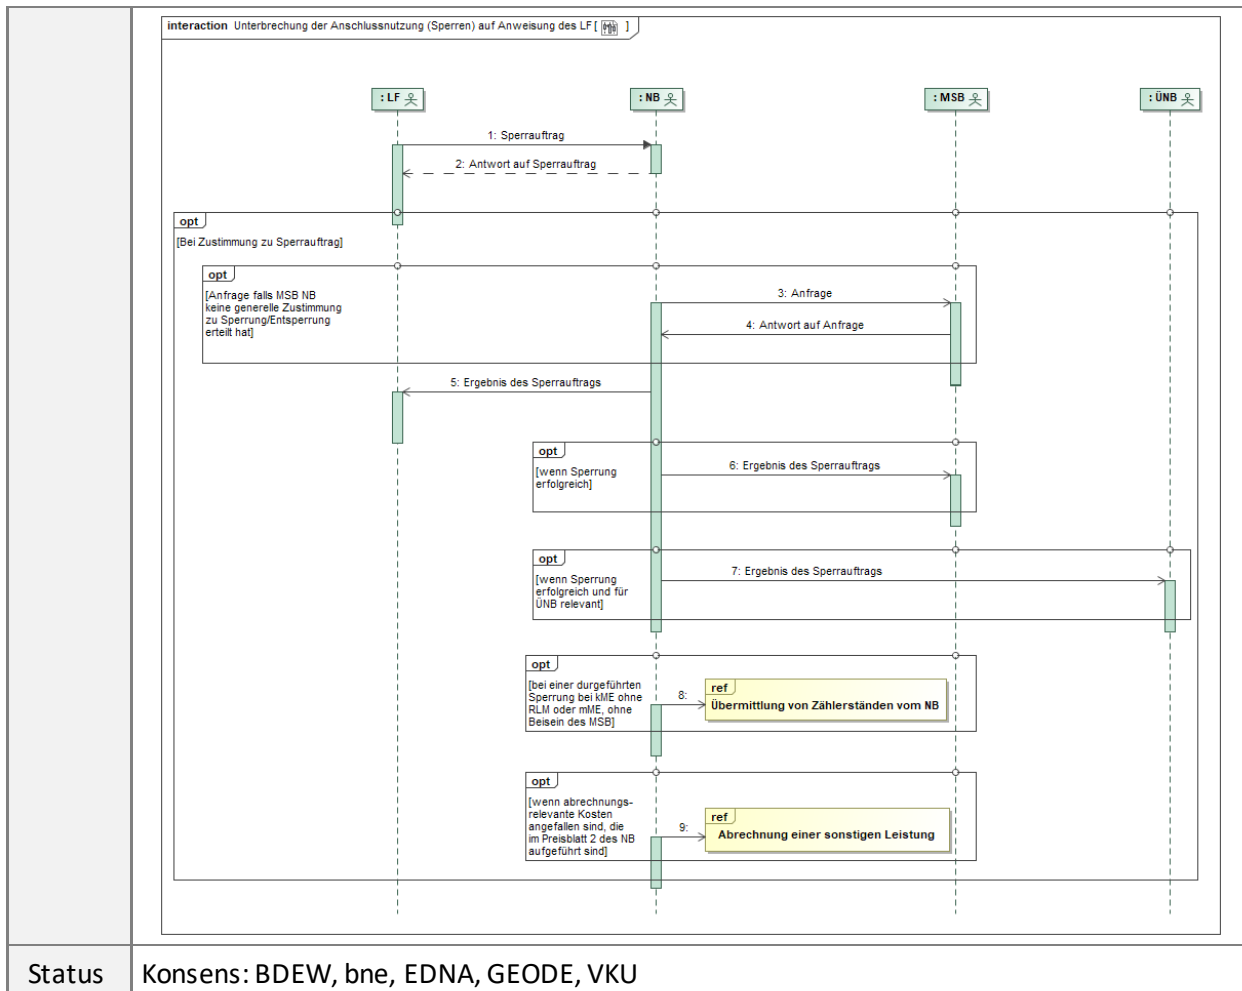 interaction Unterbrechung der Anschlussnutzung (Sperren) auf Anweisung des LF [ ]
: LF
: NB
: MSB
: ÜNB
1: Sperrauftrag
2: Antwort auf Sperrauftrag
opt
[Bei Zustimmung zu Sperrauftrag]
opt
[Anfrage falls MSB NB
keine generelle Zustimmung
zu Sperrung/Entsperrung
erteilt hat]
3: Anfrage
4: Antwort auf Anfrage
5: Ergebnis des Sperrauftrags
opt
[wenn Sperrung
erfolgreich]
6: Ergebnis des Sperrauftrags
opt
[wenn Sperrung
erfolgreich und für
ÜNB relevant]
7: Ergebnis des Sperrauftrags
opt
[bei einer durgeführten
Sperrung bei kME ohne
RLM oder mME, ohne
Beisein des MSB]
8:
ref
Übermittlung von Zählerständen vom NB
opt
[wenn abrechnungs-
relevante Kosten
angefallen sind, die
im Preisblatt 2 des NB
aufgeführt sind]
9:
ref
Abrechnung einer sonstigen Leistung
Status
Konsens: BDEW, bne, EDNA, GEODE, VKU